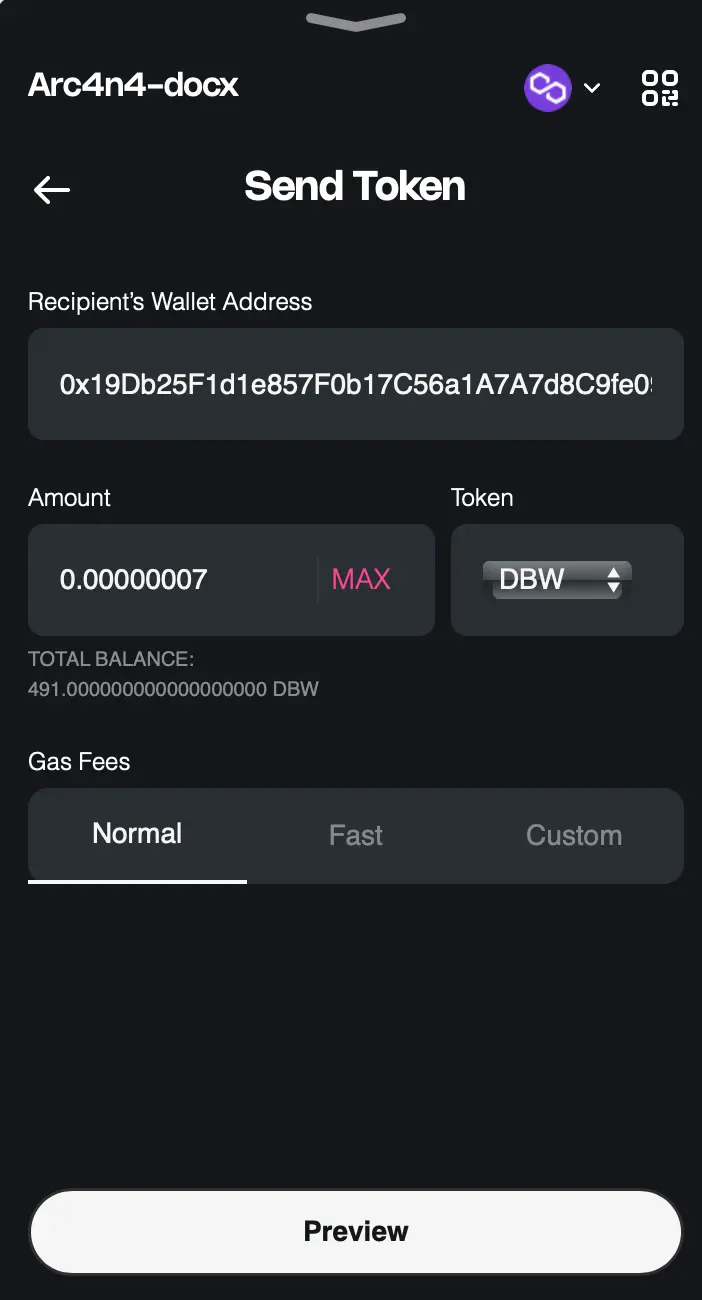 Arc4n4-docx
Send Token
Recipient's Wallet Address
0x19Db25F1d1e857F0b17C56a1A7A7d8C9fe0
Amount
Token
0.00000007 MAX
DBW
TOTAL BALANCE:
491.000000000000000000 DBW
Gas Fees
Normal
Fast
Custom
Preview